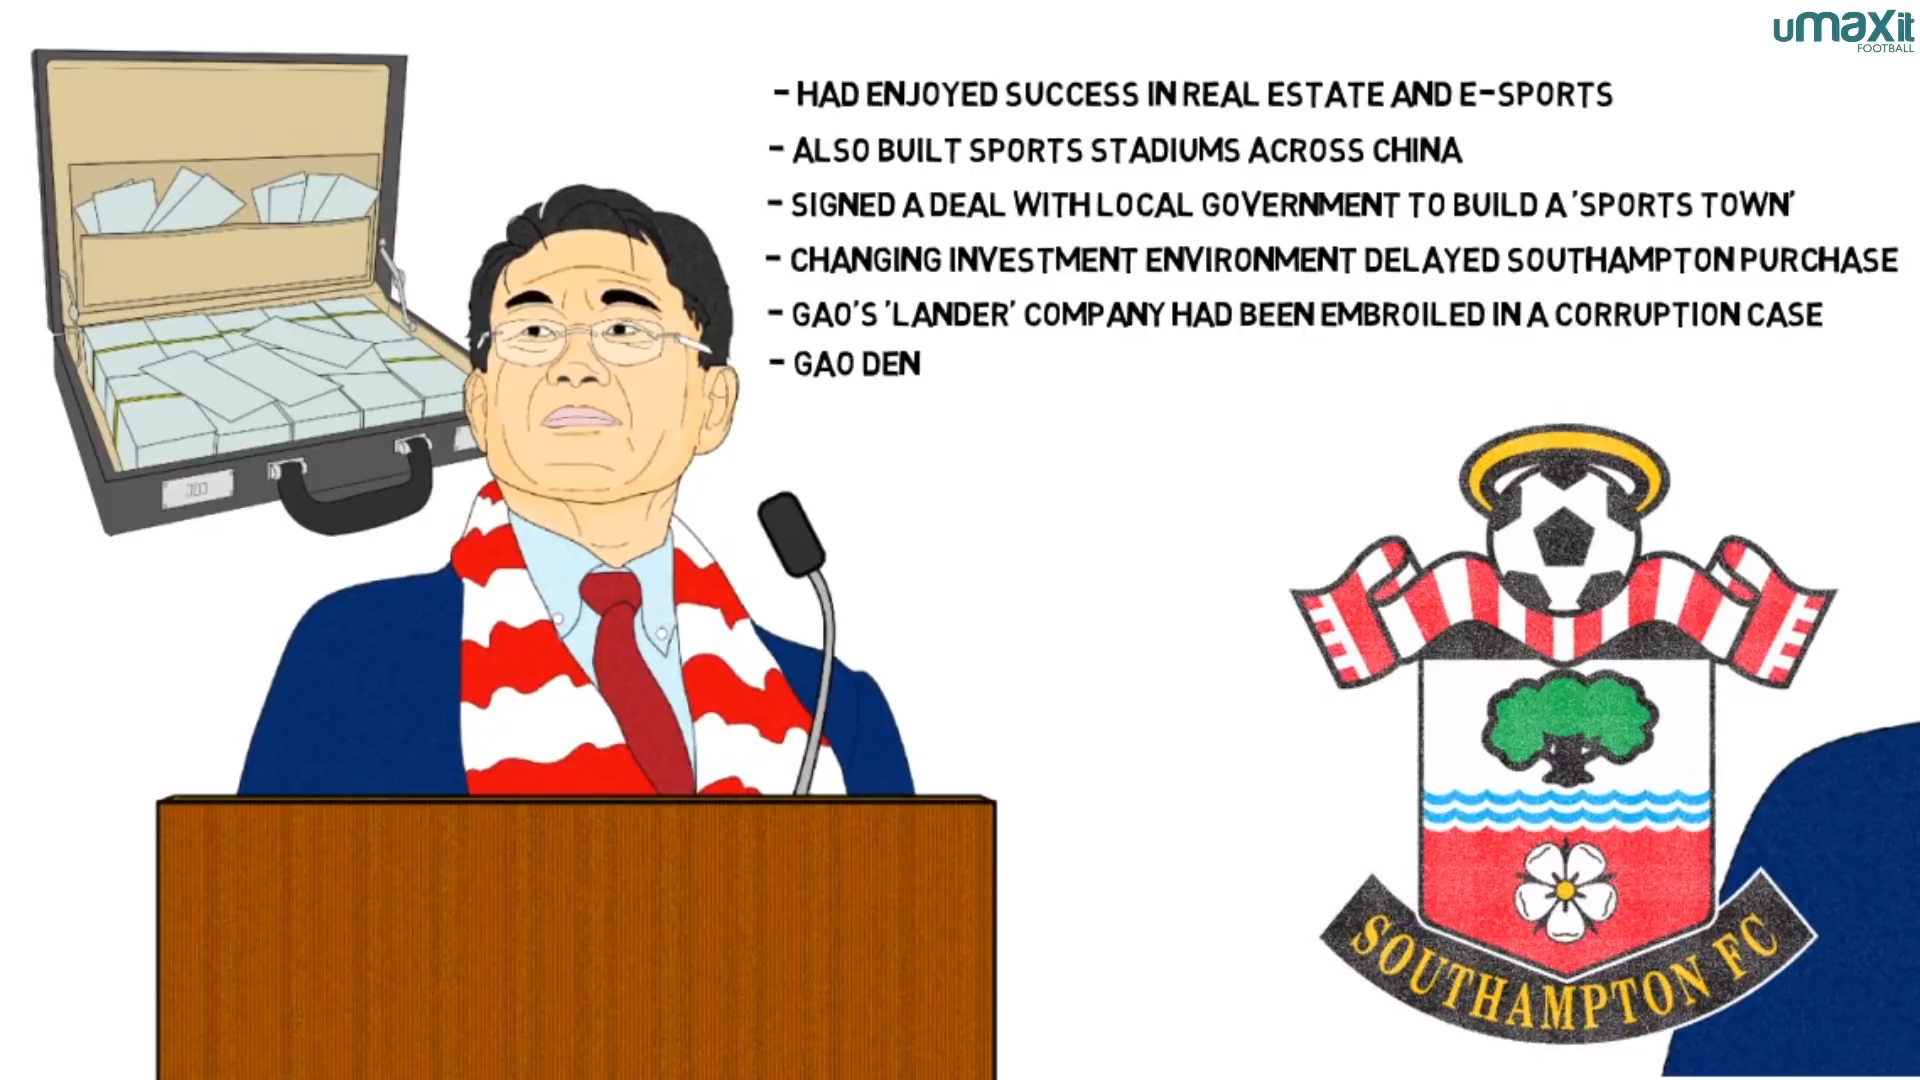 umaxit
FOOTBALL
- HAD ENJOYED SUCCESS IN REAL ESTATE AND E-SPORTS
- ALSO BUILT SPORTS STADIUMS ACROSS CHINA
- SIGNED A DEAL WITH LOCAL GOVERNMENT TO BUILD A 'SPORTS TOWN'
- CHANGING INVESTMENT ENVIRONMENT DELAYED SOUTHAMPTON PURCHASE
- GAO'S 'LANDER' COMPANY HAD BEEN EMBROILED IN A CORRUPTION CASE
- GAO DEN
SOUTHAMPTON FC